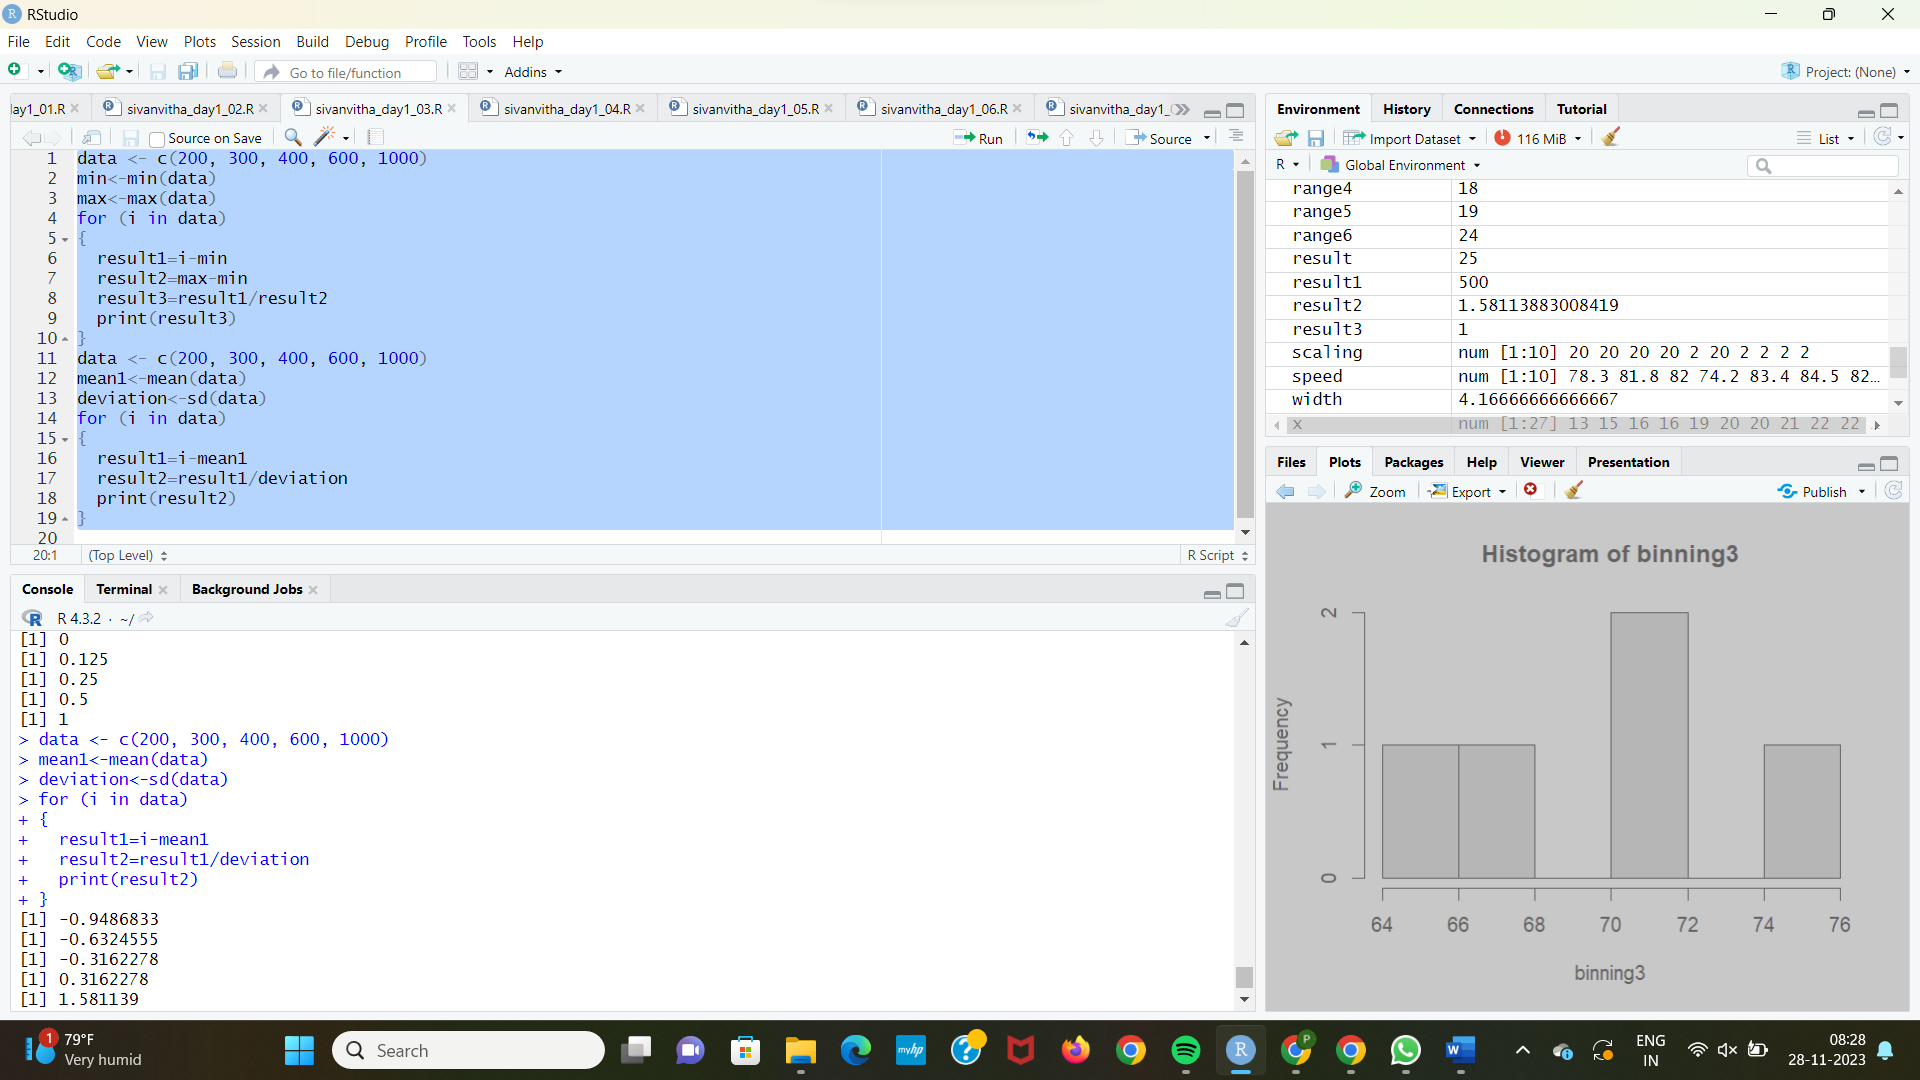 RStudio
File Edit Code View Plots Session Build Debug Profile Tools Help
Go to file/function Addins Project: (None)
sivanvitha_day1_02.R sivanvitha_day1_03.R sivanvitha_day1_04.R sivanvitha_day1_05.R sivanvitha_day1_06.R
Source on Save Run Source
1 data <- c(200, 300, 400, 600, 1000)
2 min<-min(data)
3 max<-max(data)
4 for (i in data)
5 {
6 result1=i-min
7 result2=max-min
8 result3=result1/result2
9 print(result3)
10 }
11 data <- c(200, 300, 400, 600, 1000)
12 mean1<-mean(data)
13 deviation<-sd(data)
14 for (i in data)
15 {
16 result1=i-mean1
17 result2=result1/deviation
18 print(result2)
19 }
20
20:1 (Top Level) R Script
Console Terminal Background Jobs
R 4.3.2 · ~/
[1] 0
[1] 0.125
[1] 0.25
[1] 0.5
[1] 1
> data <- c(200, 300, 400, 600, 1000)
> mean1<-mean(data)
> deviation<-sd(data)
> for (i in data)
+ {
+ result1=i-mean1
+ result2=result1/deviation
+ print(result2)
+ }
[1] -0.9486833
[1] -0.6324555
[1] -0.3162278
[1] 0.3162278
[1] 1.581139
Environment History Connections Tutorial
Import Dataset 116 MiB List
R Global Environment
range4 18
range5 19
range6 24
result 25
result1 500
result2 1.58113883008419
result3 1
scaling num [1:10] 20 20 20 20 2 20 2 2 2 2
speed num [1:10] 78.3 81.8 82 74.2 83.4 84.5 82…
width 4.16666666666667
x num [1:27] 13 15 16 16 19 20 20 21 22 22
Files Plots Packages Help Viewer Presentation
Zoom Export Publish
Histogram of binning3
Frequency
2
1
0
64 66 68 70 72 74 76
binning3
1 79°F
Very humid
Search
myhp
ENG
IN
08:28
28-11-2023